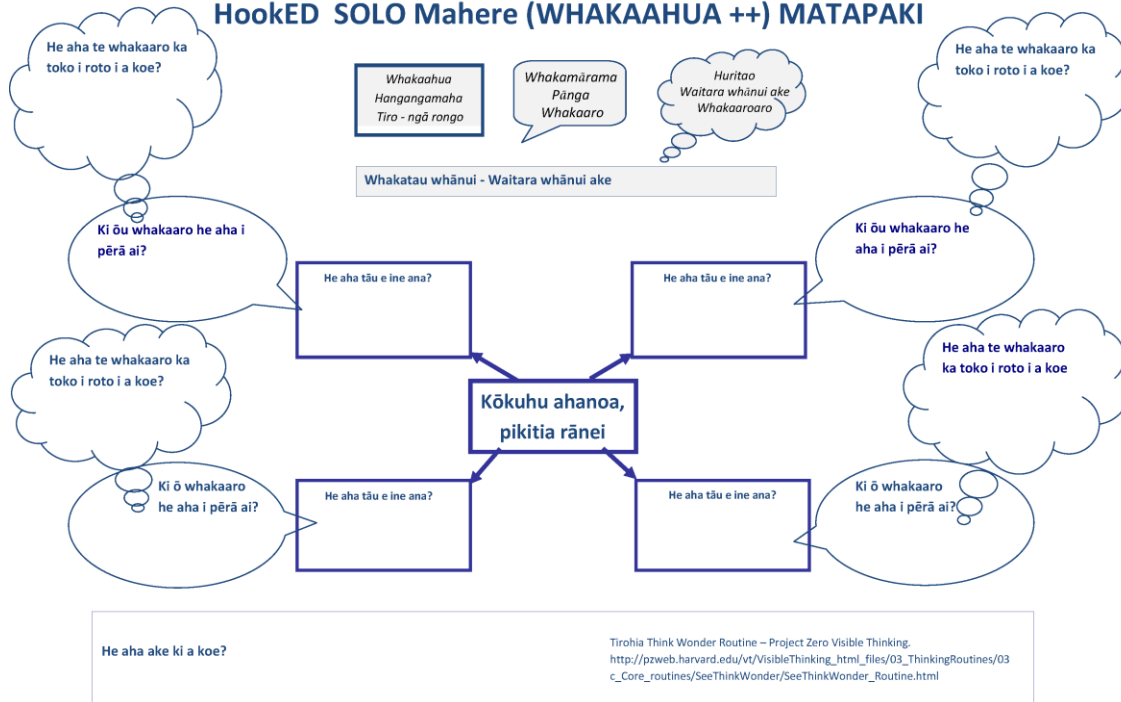 HookED SOLO Mahere (WHAKAAHUA ++) MATAPAKI
He aha te whakaaro ka
toko i roto i a koe?
Whakaahua
Hangangamaha
Tiro - ngā rongo
Whakamārama
Pānga
Whakaaro
Huritao
Waitara whānui ake
Whakaaroaro
He aha te whakaaro ka
toko i roto i a koe?
Whakatau whānui - Waitara whānui ake
Ki ōu whakaaro he aha i
pērā ai?
Ki ōu whakaaro he
aha i pērā ai?
He aha tāu e ine ana?
He aha tāu e ine ana?
He aha te whakaaro ka
toko i roto i a koe?
He aha te whakaaro
ka toko i roto i a koe
Kōkuhu ahanoa,
pikitia rānei
Ki ō whakaaro
he aha i pērā ai?
He aha tāu e ine ana?
He aha tāu e ine ana?
Ki ō whakaaro
he aha i pērā ai?
He aha ake ki a koe?
Tirohia Think Wonder Routine – Project Zero Visible Thinking.
http://pzweb.harvard.edu/vt/VisibleThinking_html_files/03_ThinkingRoutines/03
c_Core_routines/SeeThinkWonder/SeeThinkWonder_Routine.html